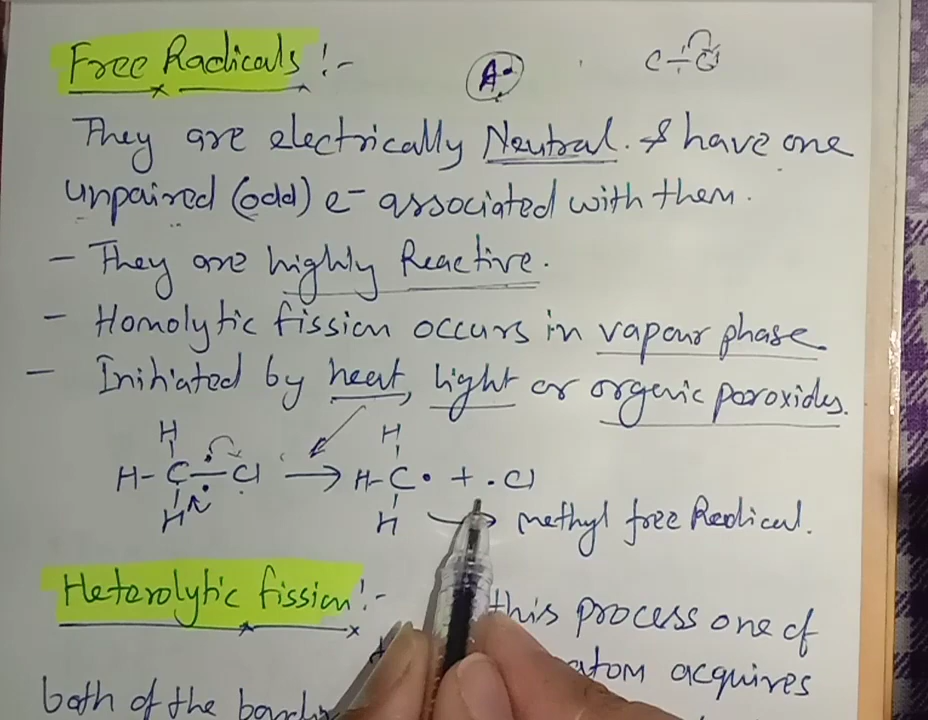 Free Radicals :-
A•
C–Cl
They are electrically Neutral. & have one
unpaired (odd) e- associated with them.
- They are highly Reactive.
- Homolytic fission occurs in vapour phase.
- Initiated by heat, light or organic paroxides.
H H
H-C–Cl → H-C• + •Cl
H H → methyl free Radical.
Heterolytic fission :-
this process one of
atom acquires
both of the